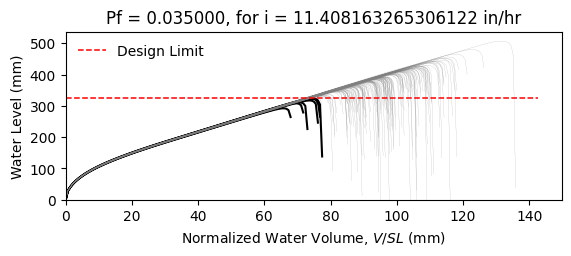 Pf = 0.035000, for i = 11.408163265306122 in/hr
Design Limit
Water Level (mm)
500
400
300
200
100
0
0 20 40 60 80 100 120 140
Normalized Water Volume, V/SL (mm)